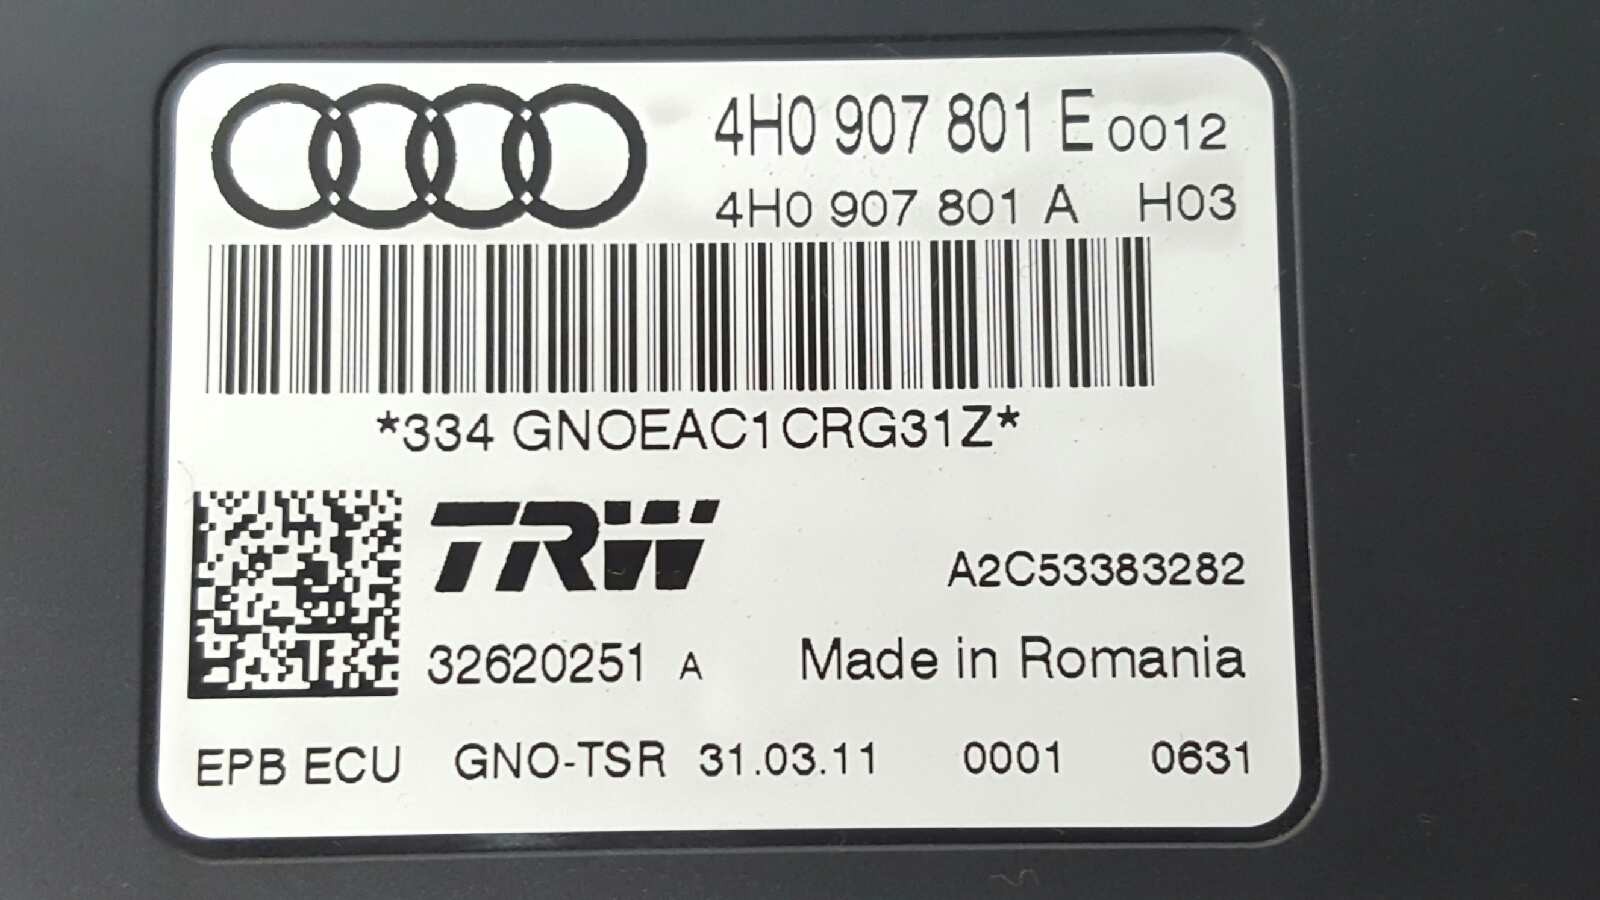 4H0 907 801 E 0012
4H0 907 801 A H03
*334 GNOEAC1CRG31Z*
TRW
A2C53383282
32620251 A Made in Romania
EPB ECU GNO-TSR 31.03.11 0001 0631